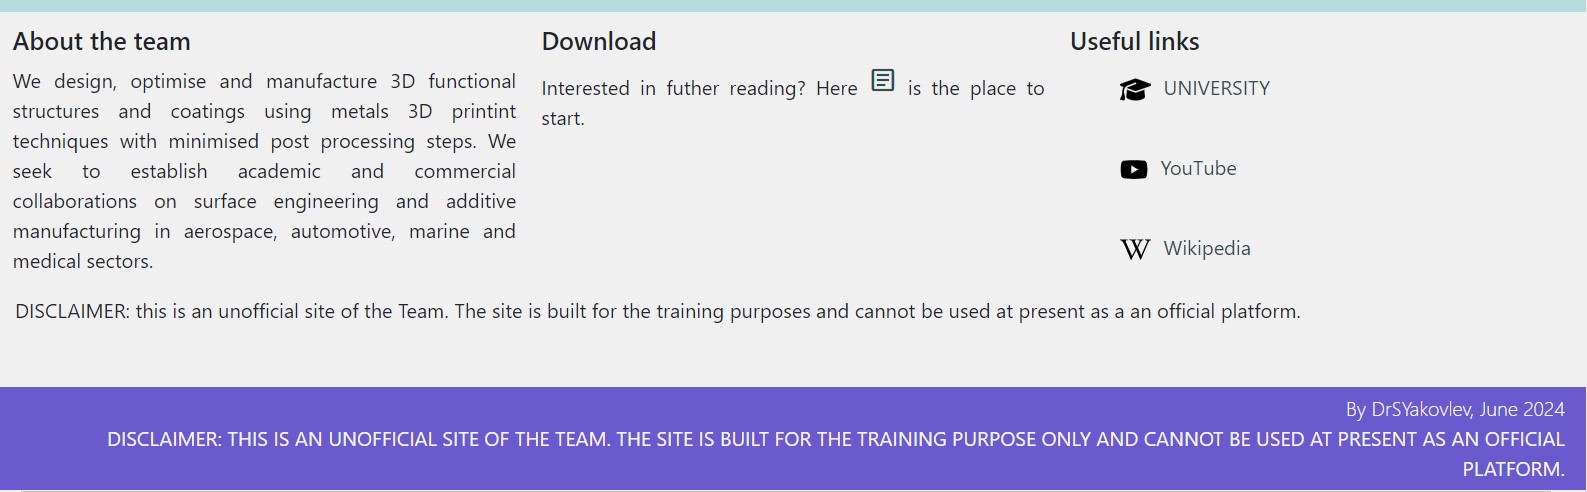 About the team
We design, optimise and manufacture 3D functional
structures and coatings using metals 3D printint
techniques with minimised post processing steps. We
seek to establish academic and commercial
collaborations on surface engineering and additive
manufacturing in aerospace, automotive, marine and
medical sectors.
Download
Interested in futher reading? Here is the place to
start.
Useful links
UNIVERSITY
YouTube
W Wikipedia
DISCLAIMER: this is an unofficial site of the Team. The site is built for the training purposes and cannot be used at present as a an official platform.
By DrSYakovlev, June 2024
DISCLAIMER: THIS IS AN UNOFFICIAL SITE OF THE TEAM. THE SITE IS BUILT FOR THE TRAINING PURPOSE ONLY AND CANNOT BE USED AT PRESENT AS AN OFFICIAL
PLATFORM.